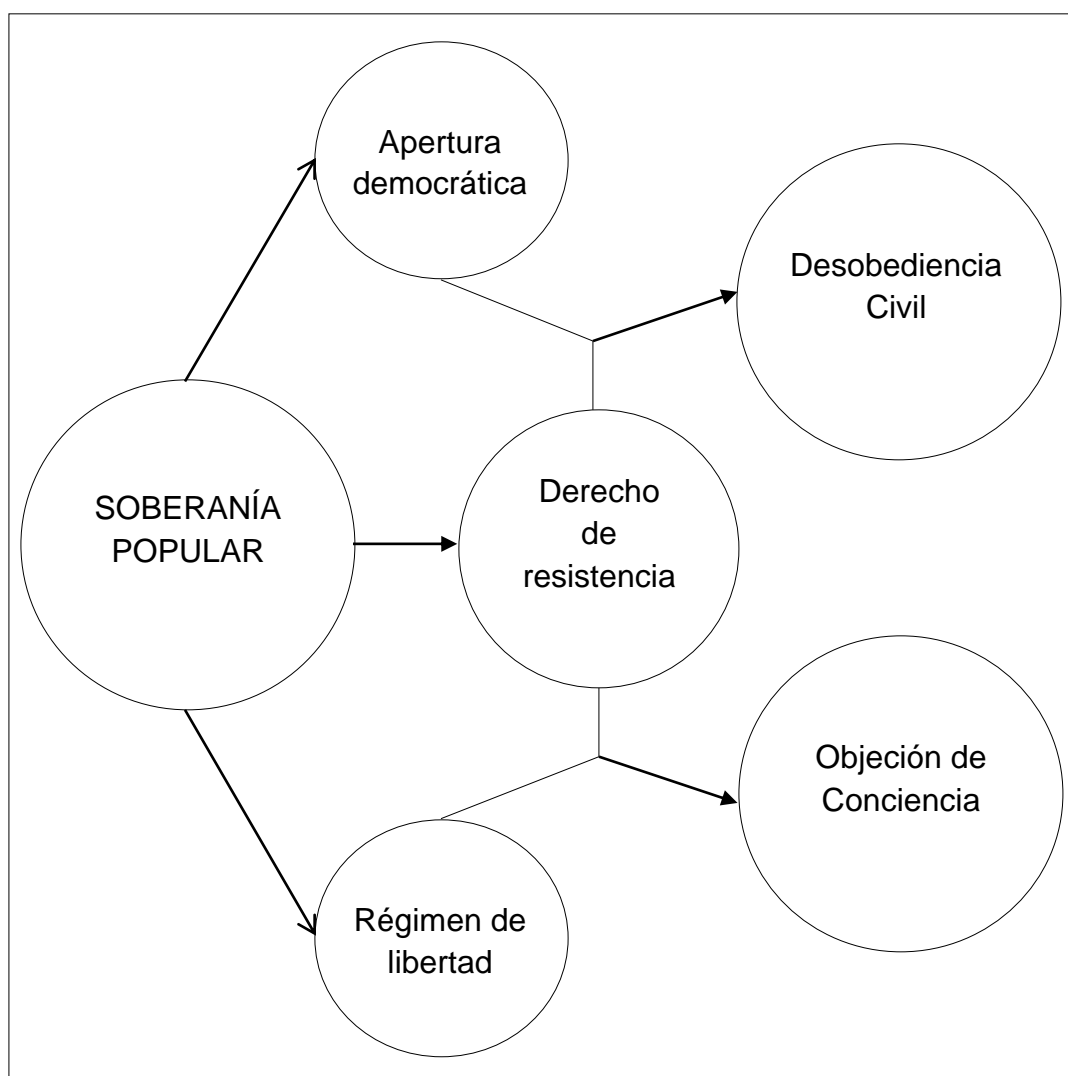 Apertura
democrática
Desobediencia
Civil
SOBERANÍA
POPULAR
Derecho
de
resistencia
Objeción de
Conciencia
Régimen de
libertad